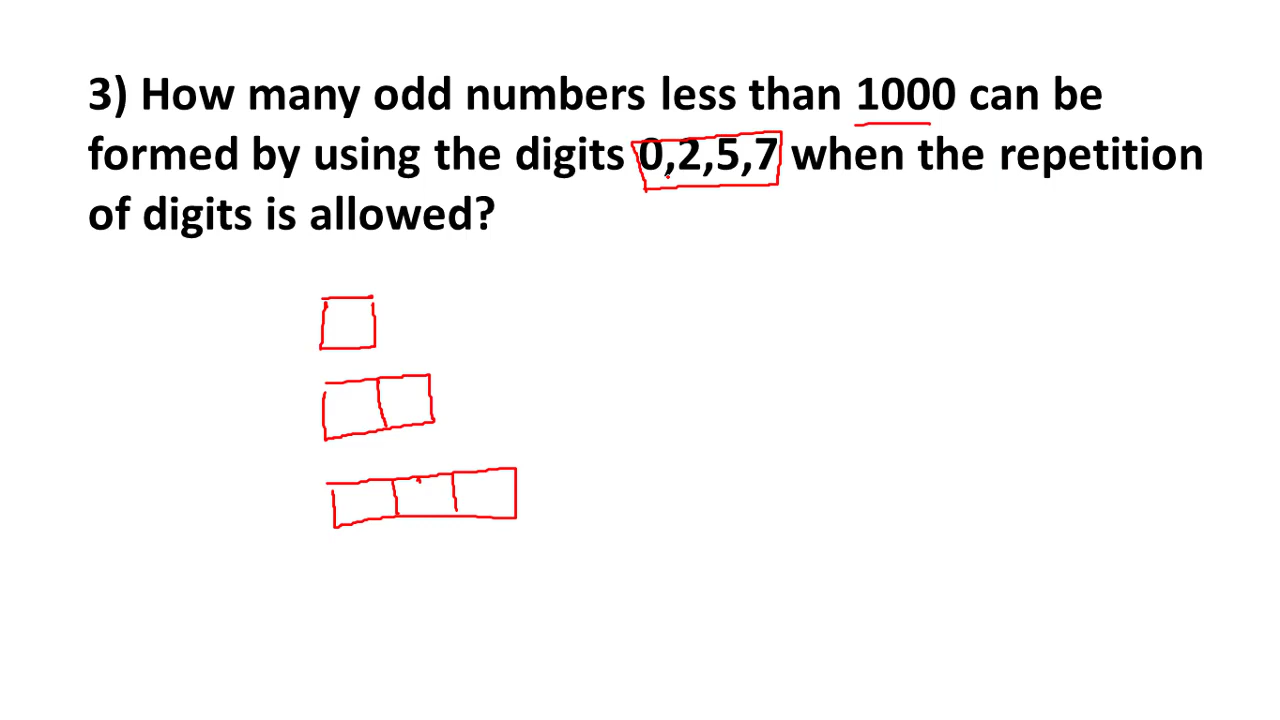 3) How many odd numbers less than 1000 can be
formed by using the digits 0,2,5,7 when the repetition
of digits is allowed?